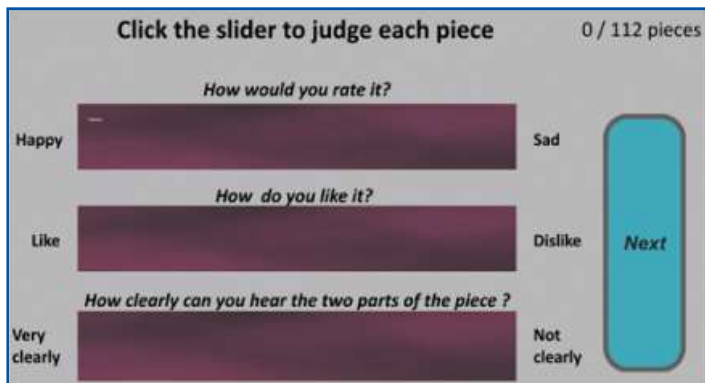 Click the slider to judge each piece
0 / 112 pieces
How would you rate it?
Happy
Sad
How do you like it?
Like
Dislike
Next
How clearly can you hear the two parts of the piece ?
Very
clearly
Not
clearly